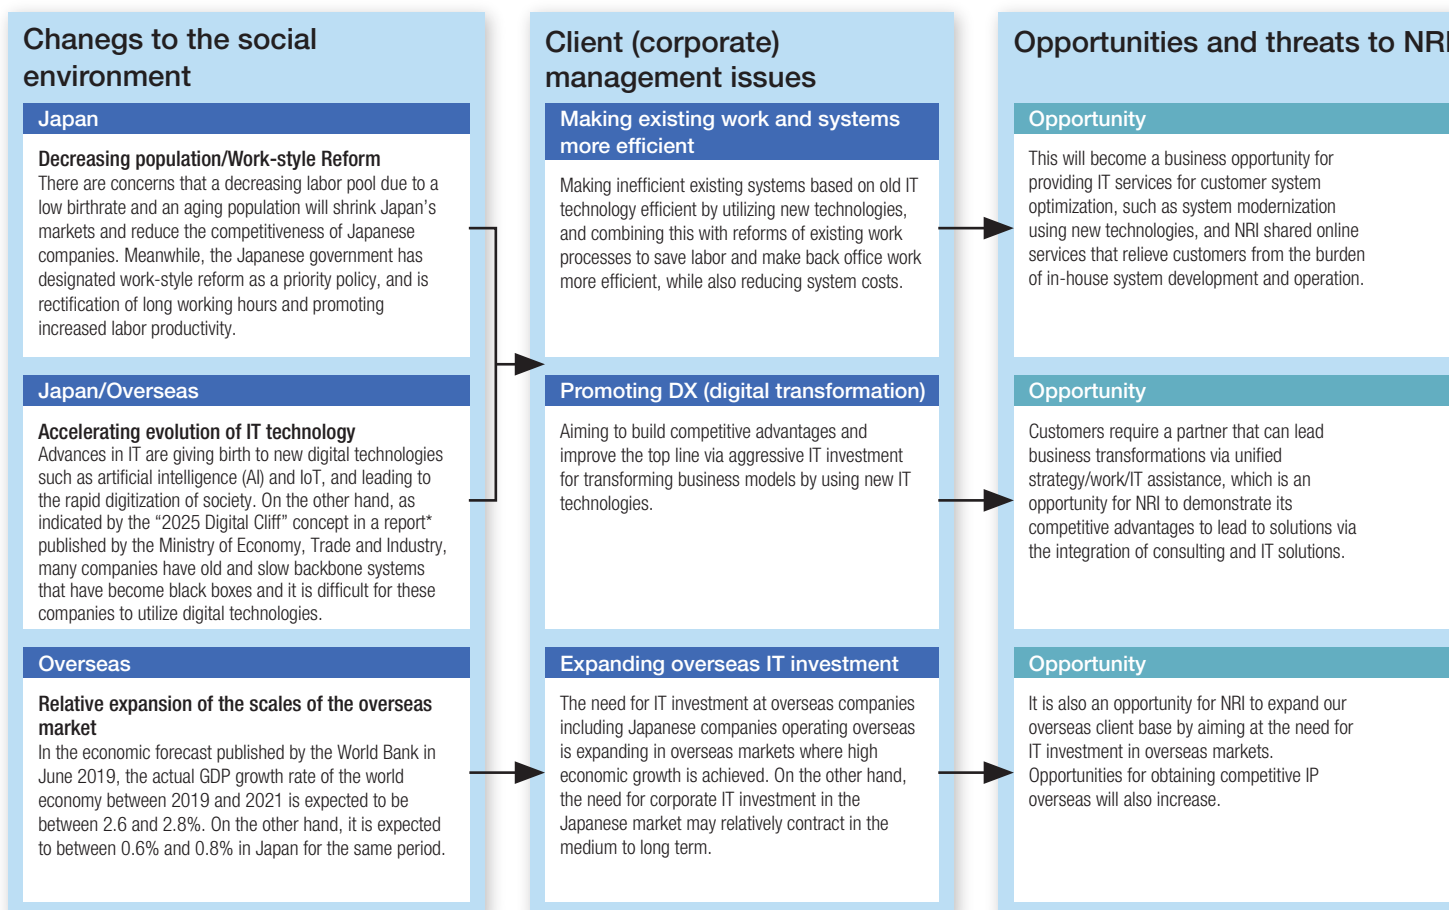 Chanegs to the social
environment
Japan
Decreasing population/Work-style Reform
There are concerns that a decreasing labor pool due to a
low birthrate and an aging population will shrink Japan's
markets and reduce the competitiveness of Japanese
companies. Meanwhile, the Japanese government has
designated work-style reform as a priority policy, and is
rectification of long working hours and promoting
increased labor productivity.
Japan/Overseas
Accelerating evolution of IT technology
Advances in IT are giving birth to new digital technologies
such as artificial intelligence (AI) and IoT, and leading to
the rapid digitization of society. On the other hand, as
indicated by the “2025 Digital Cliff” concept in a report*
published by the Ministry of Economy, Trade and Industry,
many companies have old and slow backbone systems
that have become black boxes and it is difficult for these
companies to utilize digital technologies.
Overseas
Relative expansion of the scales of the overseas
market
In the economic forecast published by the World Bank in
June 2019, the actual GDP growth rate of the world
economy between 2019 and 2021 is expected to be
between 2.6 and 2.8%. On the other hand, it is expected
to between 0.6% and 0.8% in Japan for the same period.
Client (corporate)
management issues
Making existing work and systems
more efficient
Making inefficient existing systems based on old IT
technology efficient by utilizing new technologies,
and combining this with reforms of existing work
processes to save labor and make back office work
more efficient, while also reducing system costs.
Promoting DX (digital transformation)
Aiming to build competitive advantages and
improve the top line via aggressive IT investment
for transforming business models by using new IT
technologies.
Expanding overseas IT investment
The need for IT investment at overseas companies
including Japanese companies operating overseas
is expanding in overseas markets where high
economic growth is achieved. On the other hand,
the need for corporate IT investment in the
Japanese market may relatively contract in the
medium to long term.
Opportunities and threats to NRI
Opportunity
This will become a business opportunity for
providing IT services for customer system
optimization, such as system modernization
using new technologies, and NRI shared online
services that relieve customers from the burden
of in-house system development and operation.
Opportunity
Customers require a partner that can lead
business transformations via unified
strategy/work/IT assistance, which is an
opportunity for NRI to demonstrate its
competitive advantages to lead to solutions via
the integration of consulting and IT solutions.
Opportunity
It is also an opportunity for NRI to expand our
overseas client base by aiming at the need for
IT investment in overseas markets.
Opportunities for obtaining competitive IP
overseas will also increase.